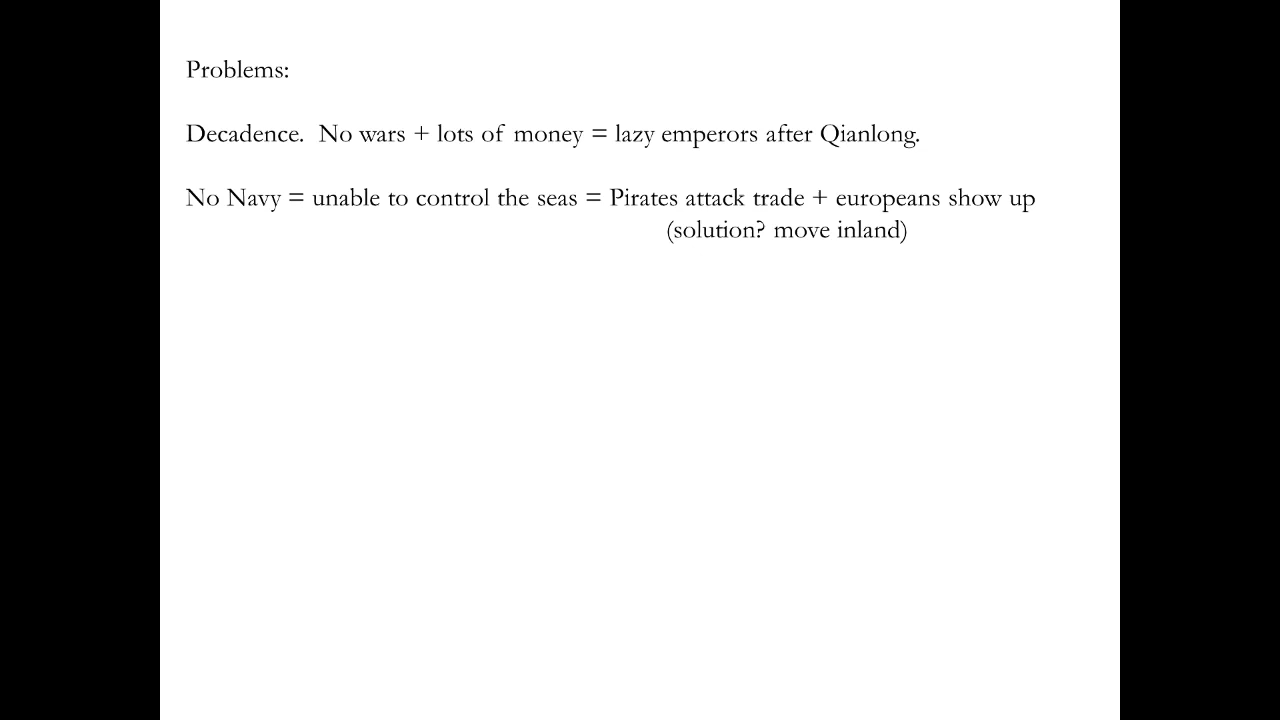 Problems:
Decadence.  No wars + lots of money = lazy emperors after Qianlong.
No Navy = unable to control the seas = Pirates attack trade + europeans show up
(solution? move inland)